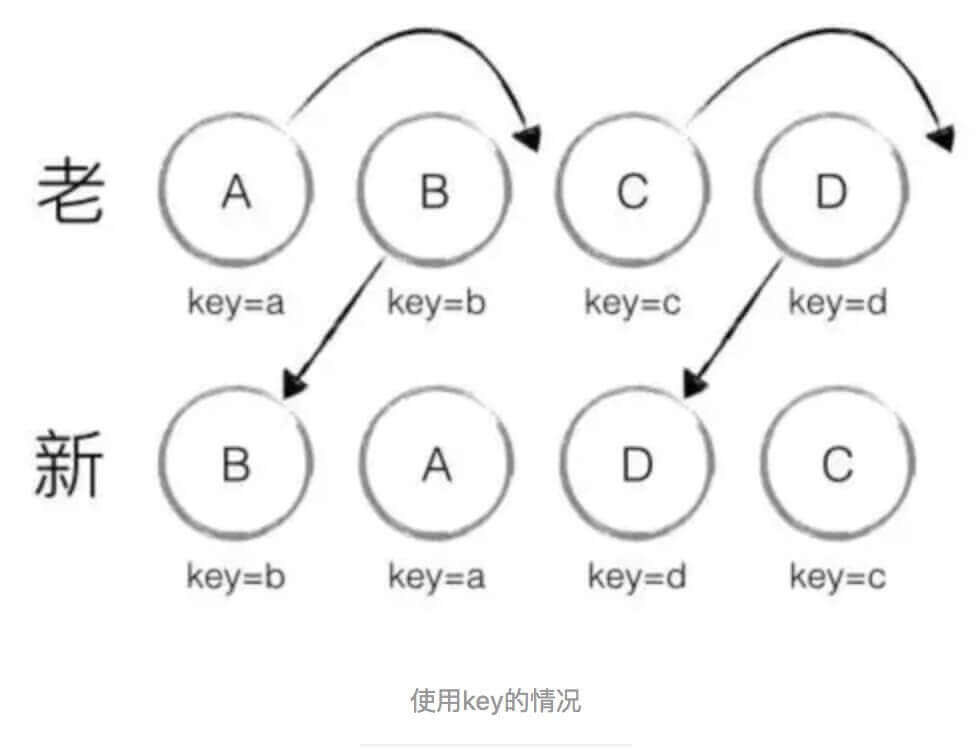 老 A B C D
key=a key=b key=c key=d
新 B A D C
key=b key=a key=d key=c
使用key的情况